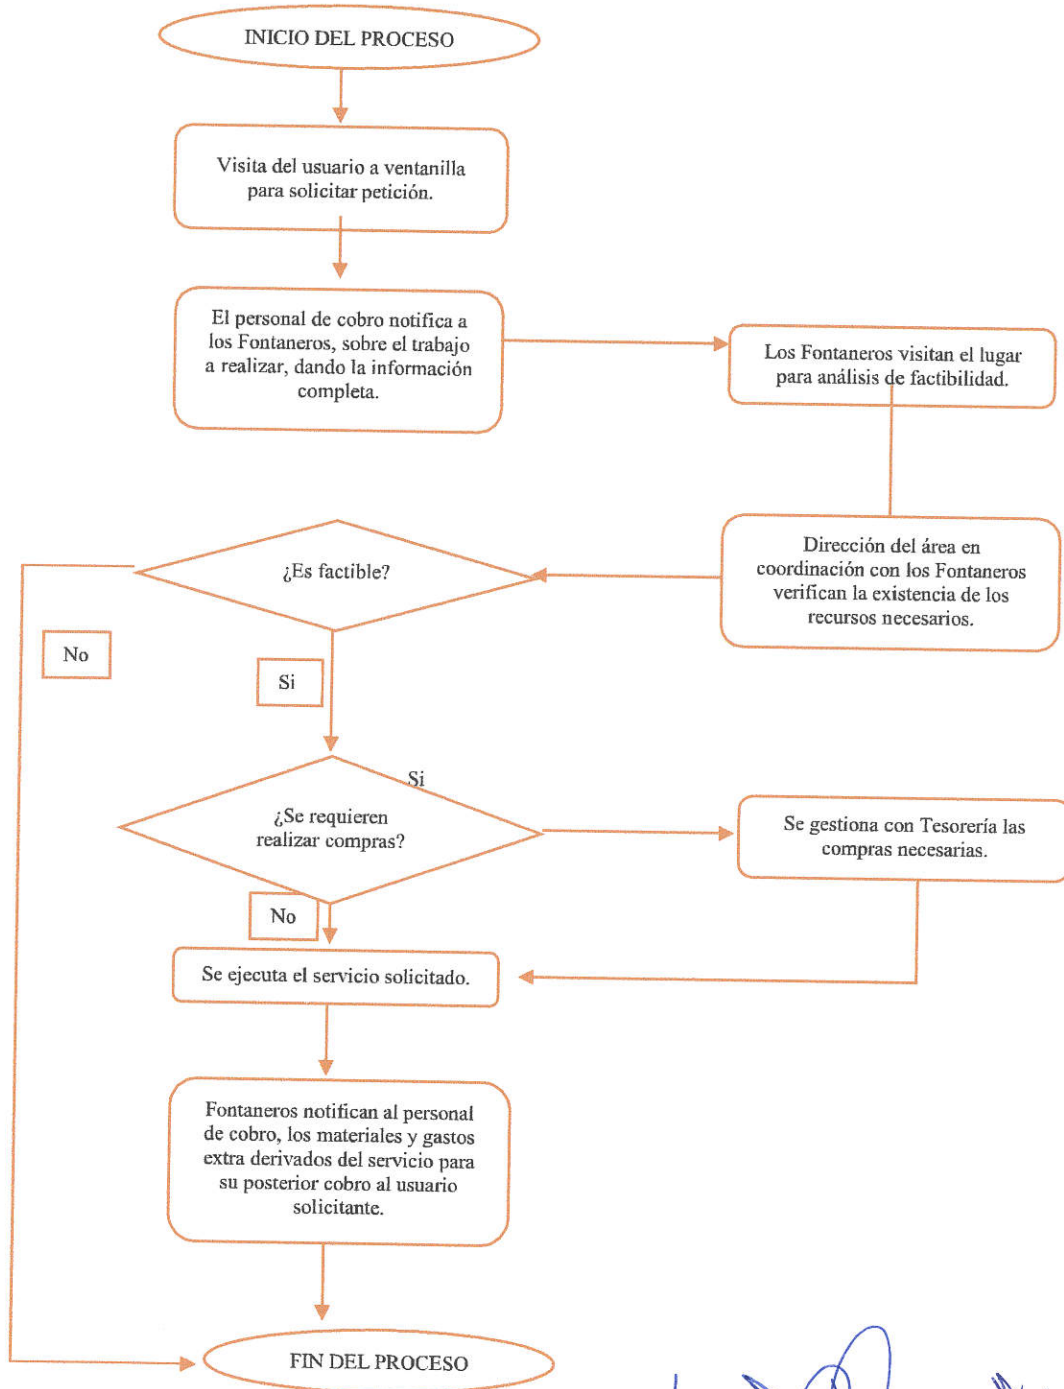 INICIO DEL PROCESO
Visita del usuario a ventanilla
para solicitar petición.
El personal de cobro notifica a
los Fontaneros, sobre el trabajo
a realizar, dando la información
completa.
Los Fontaneros visitan el lugar
para análisis de factibilidad.
Dirección del área en
coordinación con los Fontaneros
verifican la existencia de los
recursos necesarios.
¿Es factible?
No
Si
Si
¿Se requieren
realizar compras?
Se gestiona con Tesorería las
compras necesarias.
No
Se ejecuta el servicio solicitado.
Fontaneros notifican al personal
de cobro, los materiales y gastos
extra derivados del servicio para
su posterior cobro al usuario
solicitante.
FIN DEL PROCESO